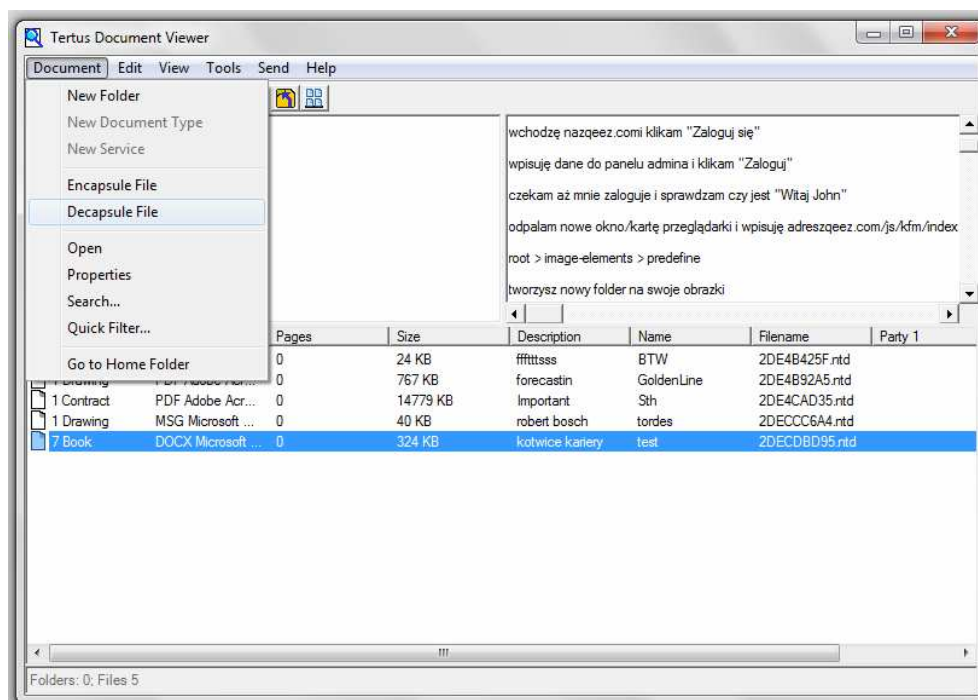 Tertus Document Viewer
Document Edit View Tools Send Help
New Folder
New Document Type
New Service
Encapsule File
Decapsule File
Open
Properties
Search...
Quick Filter...
Go to Home Folder
wchodzę nazqeez.comi klikam "Zaloguj się"
wpisuję dane do panelu admina i klikam "Zaloguj"
czekam aż mnie zaloguje i sprawdzam czy jest "Witaj John"
odpalam nowe okno/kartę przeglądarki i wpisuję adreszqeez.com/js/kfm/index
root > image-elements > predefine
tworzysz nowy folder na swoje obrazki
Pages Size Description Name Filename Party 1
0 24 KB ffftttsss BTW 2DE4B425F.ntd
1 Drawing PDF Adobe Acr... 0 767 KB forecastin GoldenLine 2DE4B92A5.ntd
1 Contract PDF Adobe Acr... 0 14779 KB Important Sth 2DE4CAD35.ntd
1 Drawing MSG Microsoft ... 0 40 KB robert bosch tordes 2DECCC6A4.ntd
7 Book DOCX Microsoft ... 0 324 KB kotwice kariery test 2DECDBD95.ntd
Folders: 0; Files 5